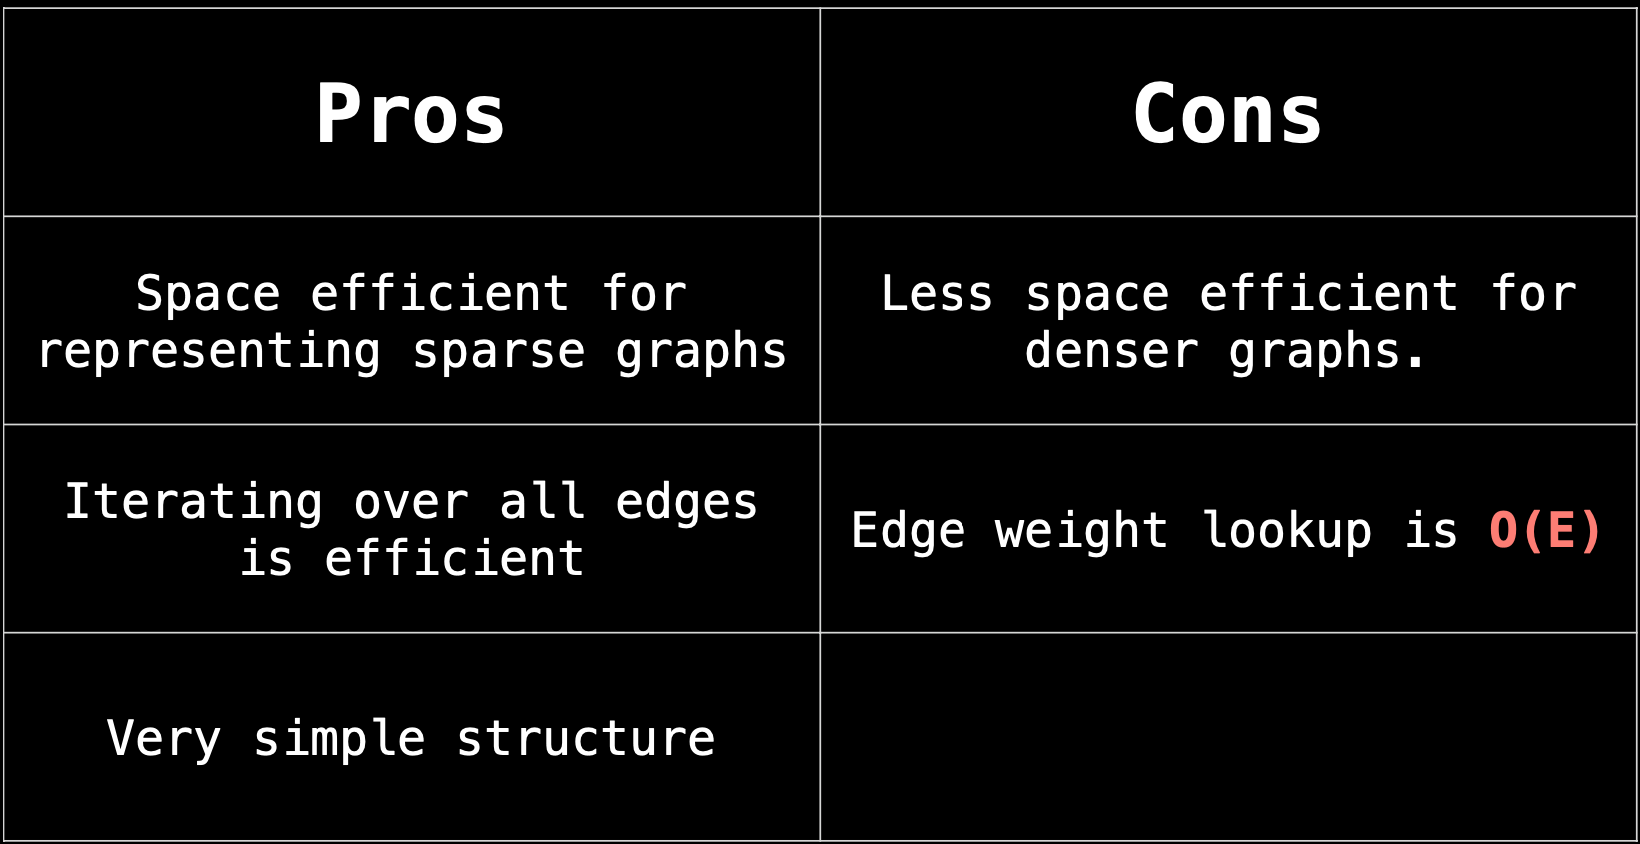 Pros
Cons
Space efficient for
representing sparse graphs
Less space efficient for
denser graphs.
Iterating over all edges
is efficient
Edge weight lookup is O(E)
Very simple structure